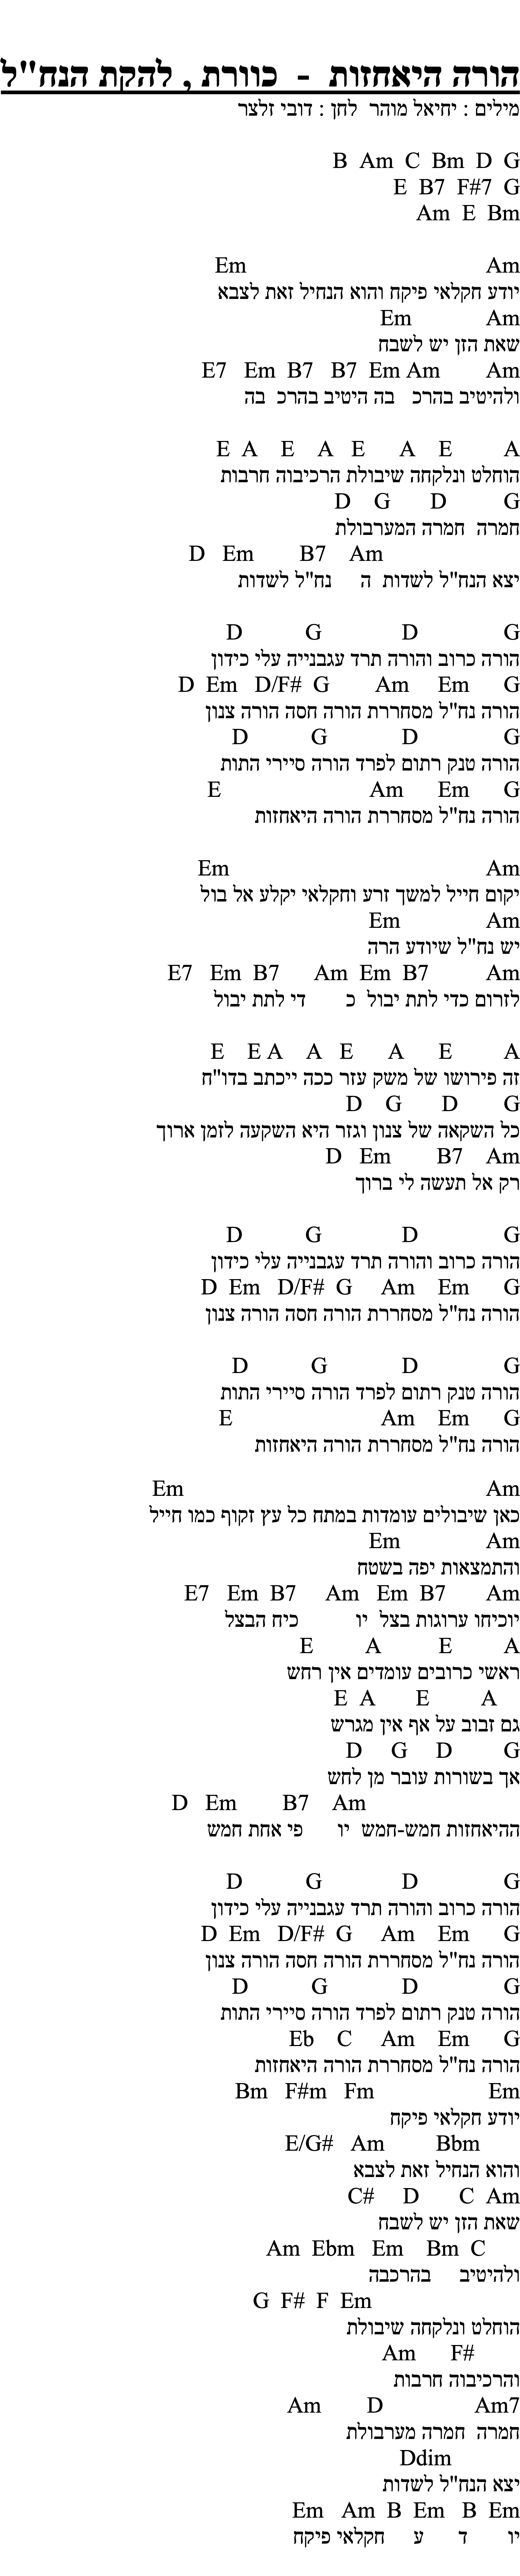 הורה היאחזות - כוורת , להקת הנח"ל
מילים : יחיאל מוהר לחן : דובי זלצר
B Am C Bm D G
E B7 F#7 G
Am E Bm
Em Am
יודע חקלאי פיקח והוא הנחיל זאת לצבא
Em Am
שאת הזן יש לשבח
E7 Em B7 B7 Em Am Am
ולהיטיב בהרכ בה היטיב בהרכ בה
E A E A E A E A
הוחלט ונלקחה שיבולת הרכיבוה חרבות
D G D G
חמרה חמרה המערבולת
D Em B7 Am
יצא הנח"ל לשדות ה נח"ל לשדות
D G D G
הורה כרוב והורה תרד עגבנייה עלי כידון
D Em D/F# G Am Em G
הורה נח"ל מסחררת הורה חסה הורה צנון
D G D G
הורה טנק רתום לפרד הורה סיירי התות
E Am Em G
הורה נח"ל מסחררת הורה היאחזות
Em Am
יקום חייל למשך זרע וחקלאי יקלע אל בול
Em Am
יש נח"ל שיודע הרה
E7 Em B7 Am Em B7 Am
לזרום כדי לתת יבול כ די לתת יבול
E E A A E A E A
זה פירושו של משק עזר ככה ייכתב בדו"ח
D G D G
כל השקאה של צנון וגזר היא השקעה לזמן ארוך
D Em B7 Am
רק אל תעשה לי ברוך
D G D G
הורה כרוב והורה תרד עגבנייה עלי כידון
D Em D/F# G Am Em G
הורה נח"ל מסחררת הורה חסה הורה צנון
D G D G
הורה טנק רתום לפרד הורה סיירי התות
E Am Em G
הורה נח"ל מסחררת הורה היאחזות
Em Am
כאן שיבולים עומדות במתח כל עץ זקוף כמו חייל
Em Am
והתמצאות יפה בשטח
E7 Em B7 Am Em B7 Am
יוכיחו ערוגות בצל יו כיח הבצל
E A E A
ראשי כרובים עומדים אין רחש
E A E A
גם זבוב על אף אין מגרש
D G D G
אך בשורות עובר מן לחש
D Em B7 Am
ההיאחזות חמש-חמש יו פי אחת חמש
D G D G
הורה כרוב והורה תרד עגבנייה עלי כידון
D Em D/F# G Am Em G
הורה נח"ל מסחררת הורה חסה הורה צנון
D G D G
הורה טנק רתום לפרד הורה סיירי התות
Eb C Am Em G
הורה נח"ל מסחררת הורה היאחזות
Bm F#m Fm Em
יודע חקלאי פיקח
E/G# Am Bbm
והוא הנחיל זאת לצבא
C# D C Am
שאת הזן יש לשבח
Am Ebm Em Bm C
ולהיטיב בהרכבה
G F# F Em
הוחלט ונלקחה שיבולת
Am F#
והרכיבוה חרבות
Am D Am7
חמרה חמרה מערבולת
Ddim
יצא הנח"ל לשדות
Em Am B Em B Em
יו ד ע חקלאי פיקח